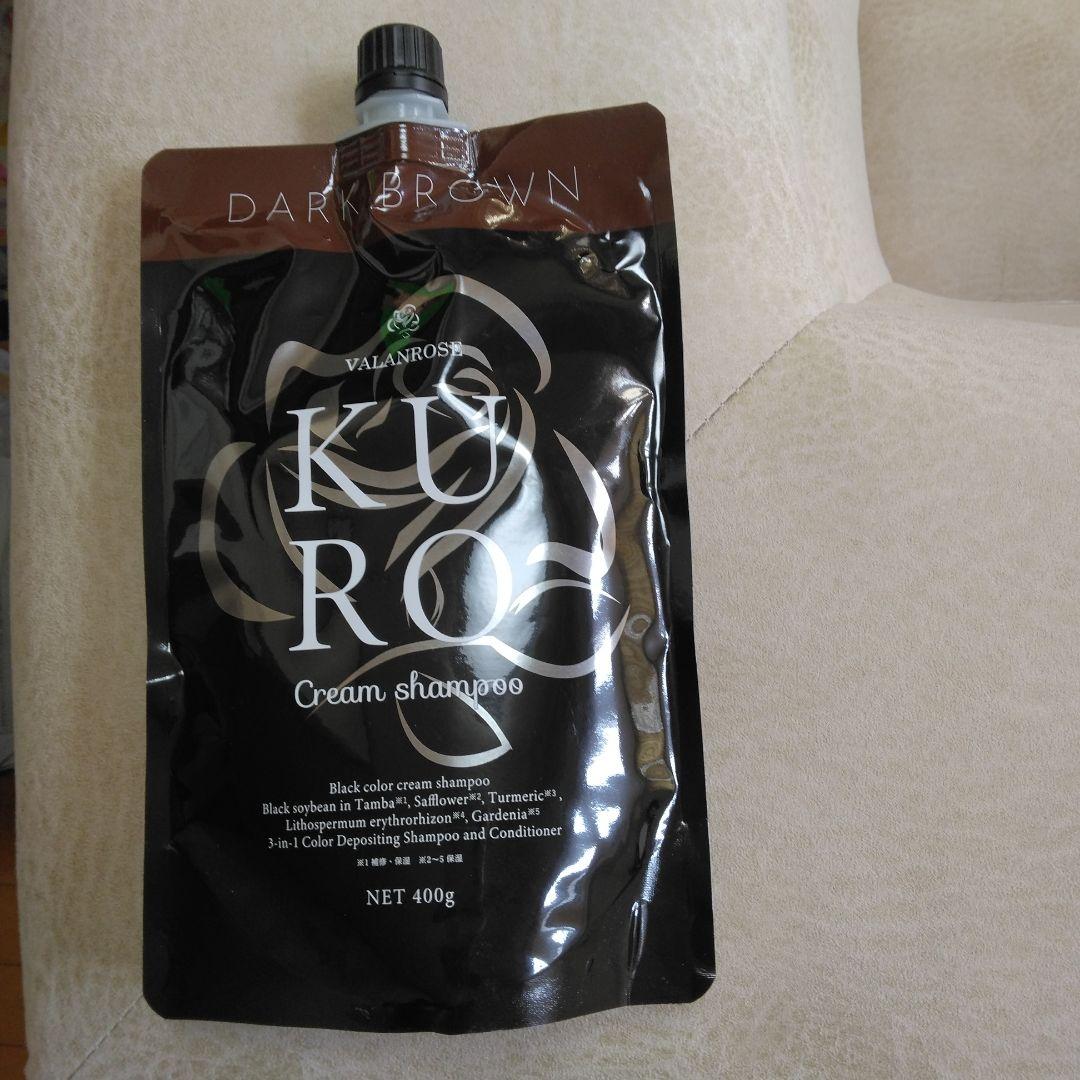 DARK BROWN
VALANROSE
KU
RO
Cream shampoo
Black color cream shampoo
Black soybean in Tamba※1, Safflower※2, Turmeric※3,
Lithospermum erythrorhizon※4, Gardenia※5
3-in-1 Color Depositing Shampoo and Conditioner
※1 補修・保湿 ※2～5 保湿
NET 400g